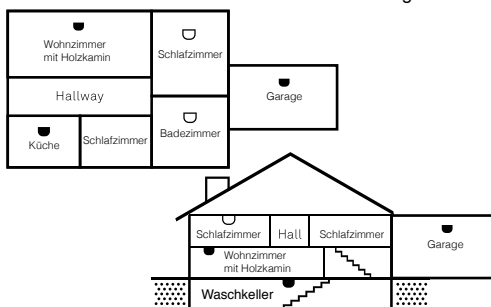 Wohnzimmer
mit Holzkamin
Schlafzimmer
Hallway
Garage
Küche
Schlafzimmer
Badezimmer
Schlafzimmer
Hall
Schlafzimmer
Garage
Wohnzimmer
mit Holzkamin
Waschkeller